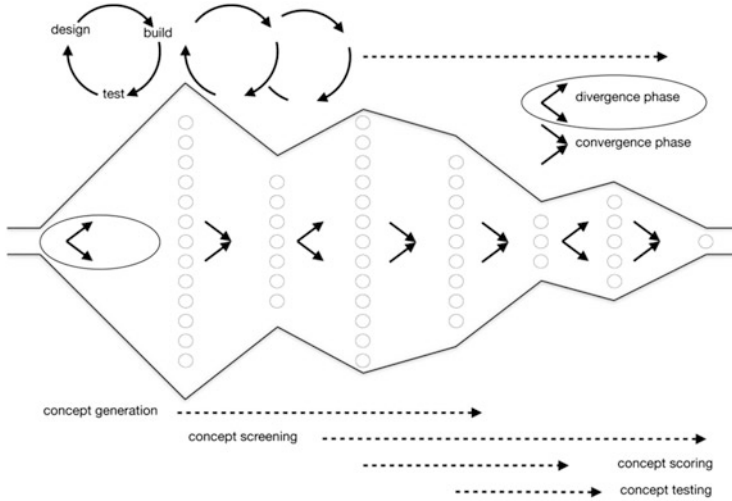 design
build
test
divergence phase
convergence phase
concept generation
concept screening
concept scoring
concept testing